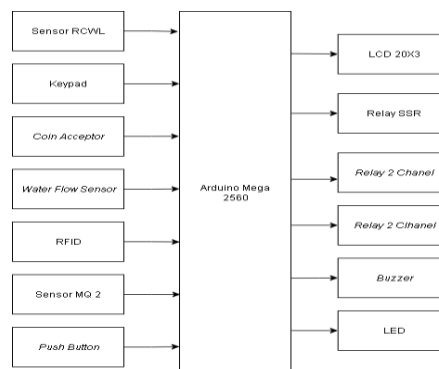 Sensor RCWL
Keypad
Coin Acceptor
Water Flow Sensor
RFID
Sensor MQ 2
Push Button
Arduino Mega
2560
LCD 20X3
Relay SSR
Relay 2 Chanel
Relay 2 Clhanel
Buzzer
LED